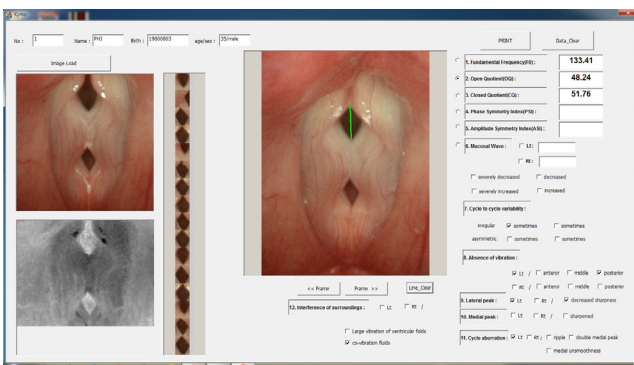 Kymo
No : 1 Name : PHJ Brth : 19800803 age/sex : 35/male
Image Load
PRBIT Data_Clear
1. Fundamental Frequency(F0) : 133.41
2. Open Quotient(OQ) : 48.24
3. Closed Quotient(CQ) : 51.76
4. Phase Symmetry Index(PSI) :
5. Amplitude Symmetry Index(ASI) :
6. Mucosal Wave : Lt :
Rt :
severely decreased decreased
severely increased increased
7. Cycle to cycle variability :
irregular sometimes sometimes
asymmetric sometimes sometimes
8. Absence of vibration :
Lt / anterior middle posterior
Rt / anterior middle posterior
9. Lateral peak : Lt Rt / decreased sharpness
10. Medial peak : Lt Rt / sharpened
11. Cycle aberration : Lt Rt / ripple double medial peak
medial unsmoothness
<< Frame Frame >> Line_Clear
12. Interference of surroundings : Lt Rt /
Large vibration of ventricular folds
co-vibration fluids